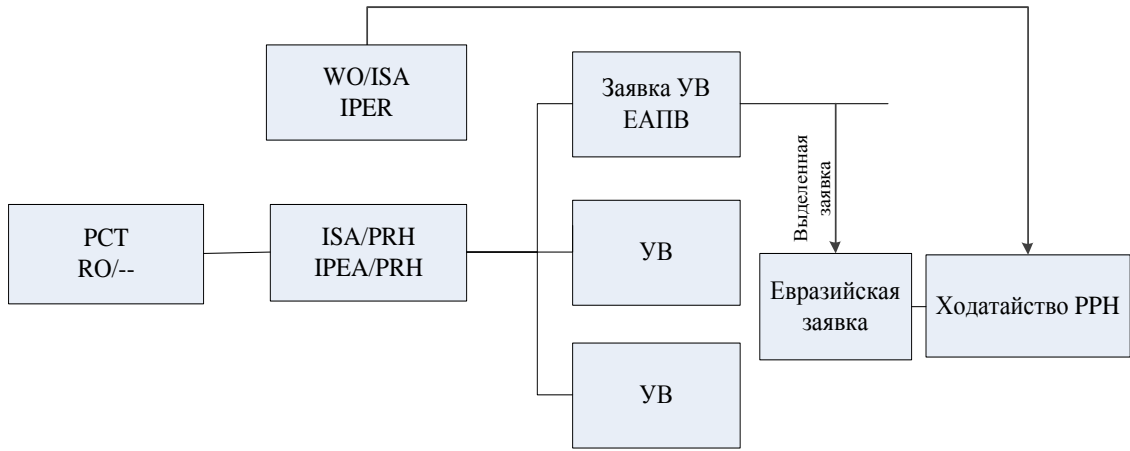 WO/ISA
IPER
Заявка УВ
ЕАПВ
Выделенная
заявка
PCT
RO/--
ISA/PRH
IPEA/PRH
УВ
Евразийская
заявка
Ходатайство РРН
УВ